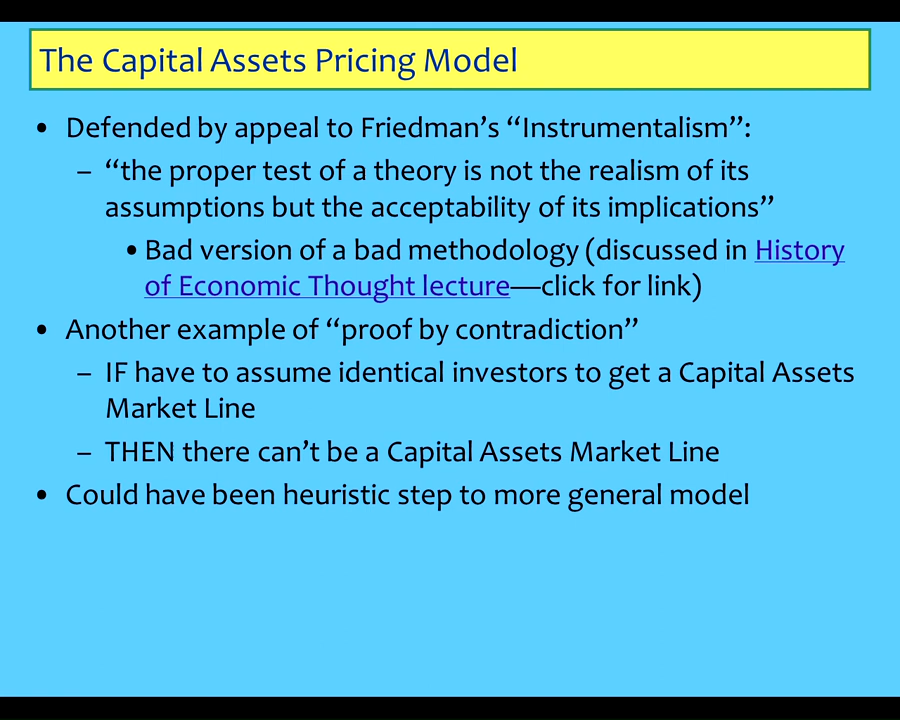 The Capital Assets Pricing Model
• Defended by appeal to Friedman’s “Instrumentalism”:
– “the proper test of a theory is not the realism of its
assumptions but the acceptability of its implications”
• Bad version of a bad methodology (discussed in History
of Economic Thought lecture—click for link)
• Another example of “proof by contradiction”
– IF have to assume identical investors to get a Capital Assets
Market Line
– THEN there can’t be a Capital Assets Market Line
• Could have been heuristic step to more general model